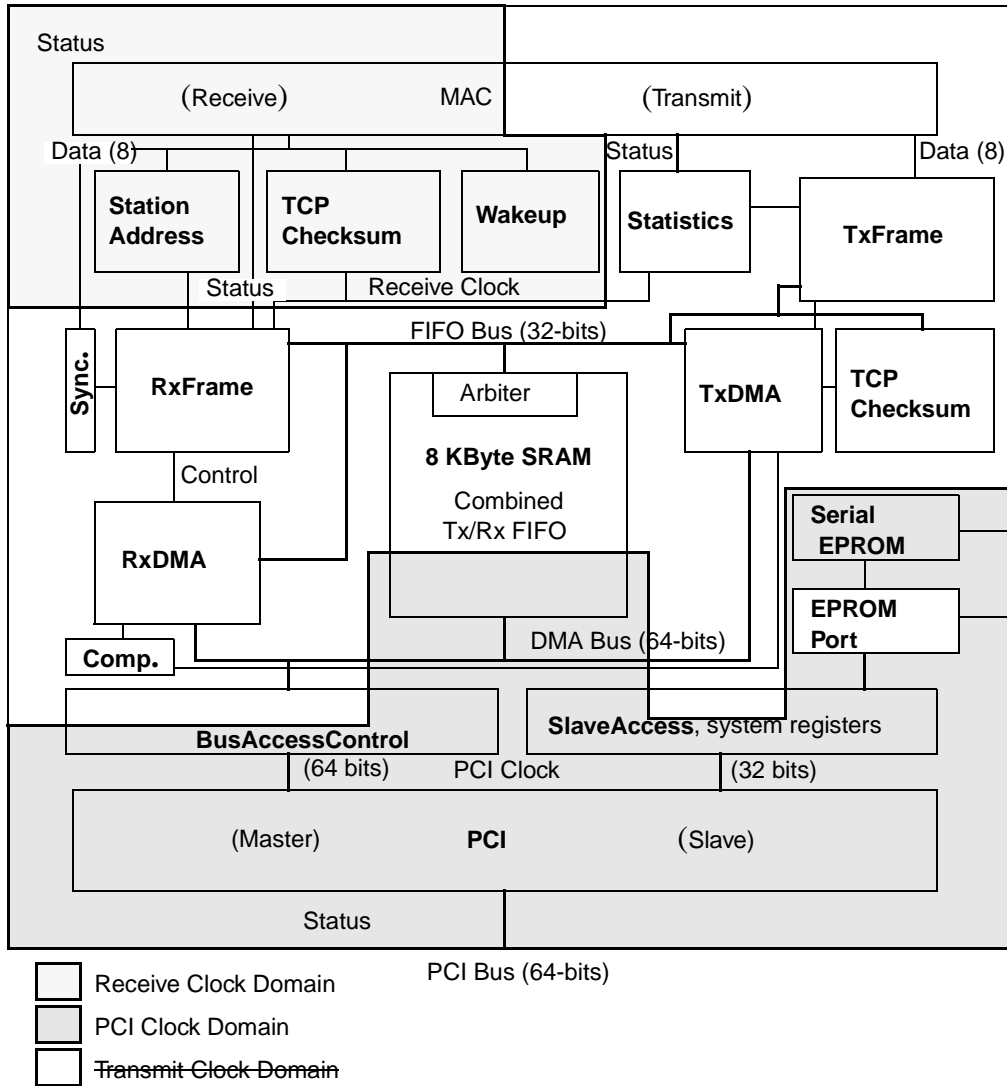 Status
(Receive)
MAC
(Transmit)
Data (8)
Status
Data (8)
Station
Address
TCP
Checksum
Wakeup
Statistics
TxFrame
Status
Receive Clock
FIFO Bus (32-bits)
Sync.
RxFrame
Arbiter
TxDMA
TCP
Checksum
8 KByte SRAM
Combined
Tx/Rx FIFO
Control
RxDMA
Serial
EPROM
EPROM
Port
DMA Bus (64-bits)
Comp.
BusAccessControl
SlaveAccess, system registers
(64 bits)
PCI Clock
(32 bits)
(Master)
PCI
(Slave)
Status
PCI Bus (64-bits)
Receive Clock Domain
PCI Clock Domain
Transmit Clock Domain